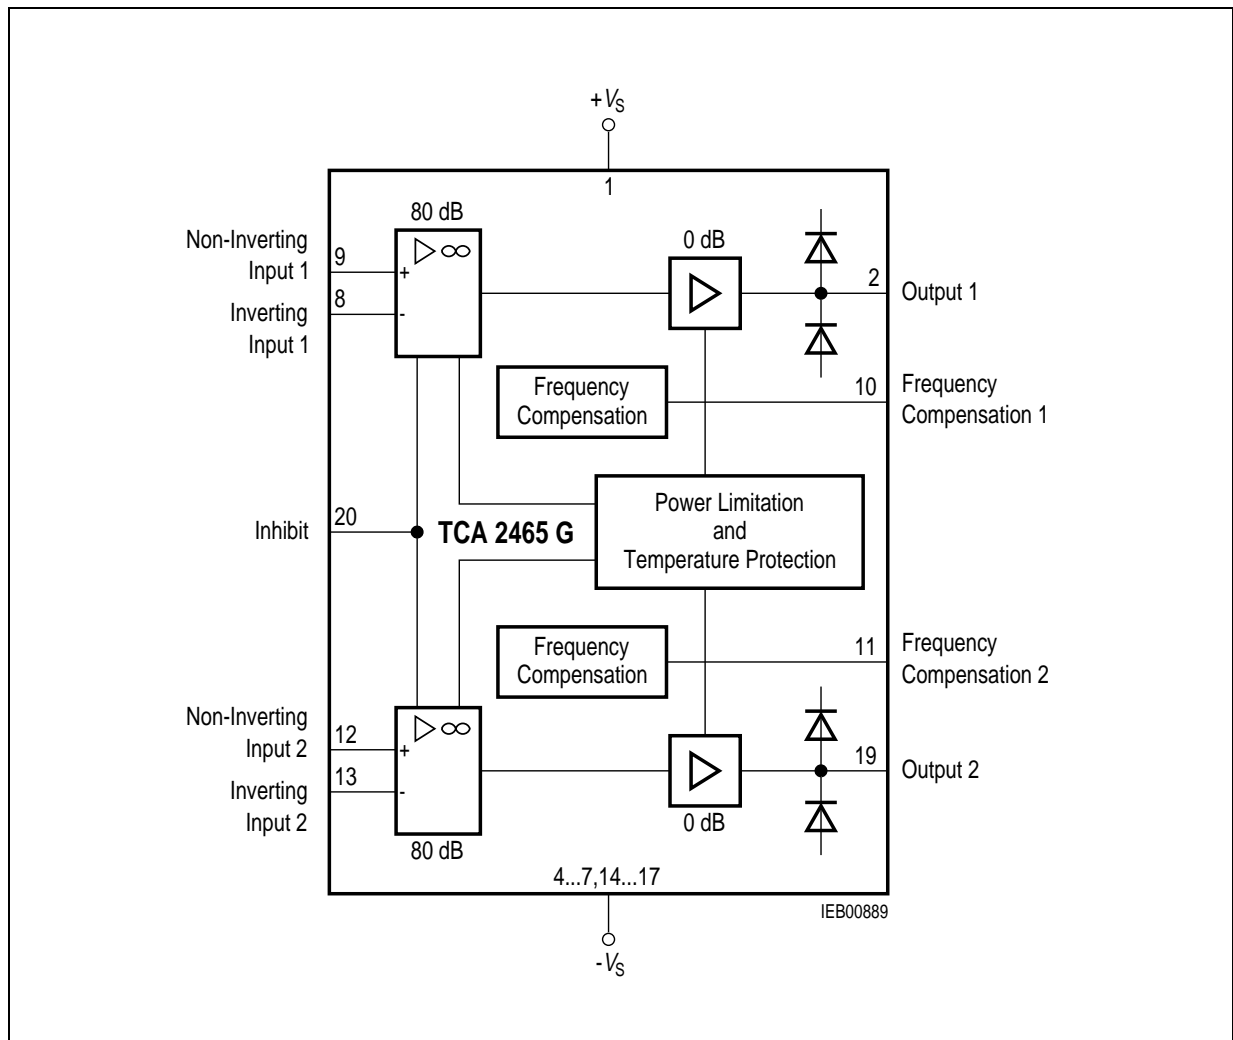 +VS
1
80 dB
▷ ∞
0 dB
Non-Inverting
Input 1
9
+
2
Output 1
Inverting
Input 1
8
-
Frequency
Compensation
10
Frequency
Compensation 1
Power Limitation
and
Temperature Protection
Inhibit
20
TCA 2465 G
Frequency
Compensation
11
Frequency
Compensation 2
Non-Inverting
Input 2
12
+
▷ ∞
19
Output 2
Inverting
Input 2
13
-
0 dB
80 dB
4...7,14...17
IEB00889
-VS